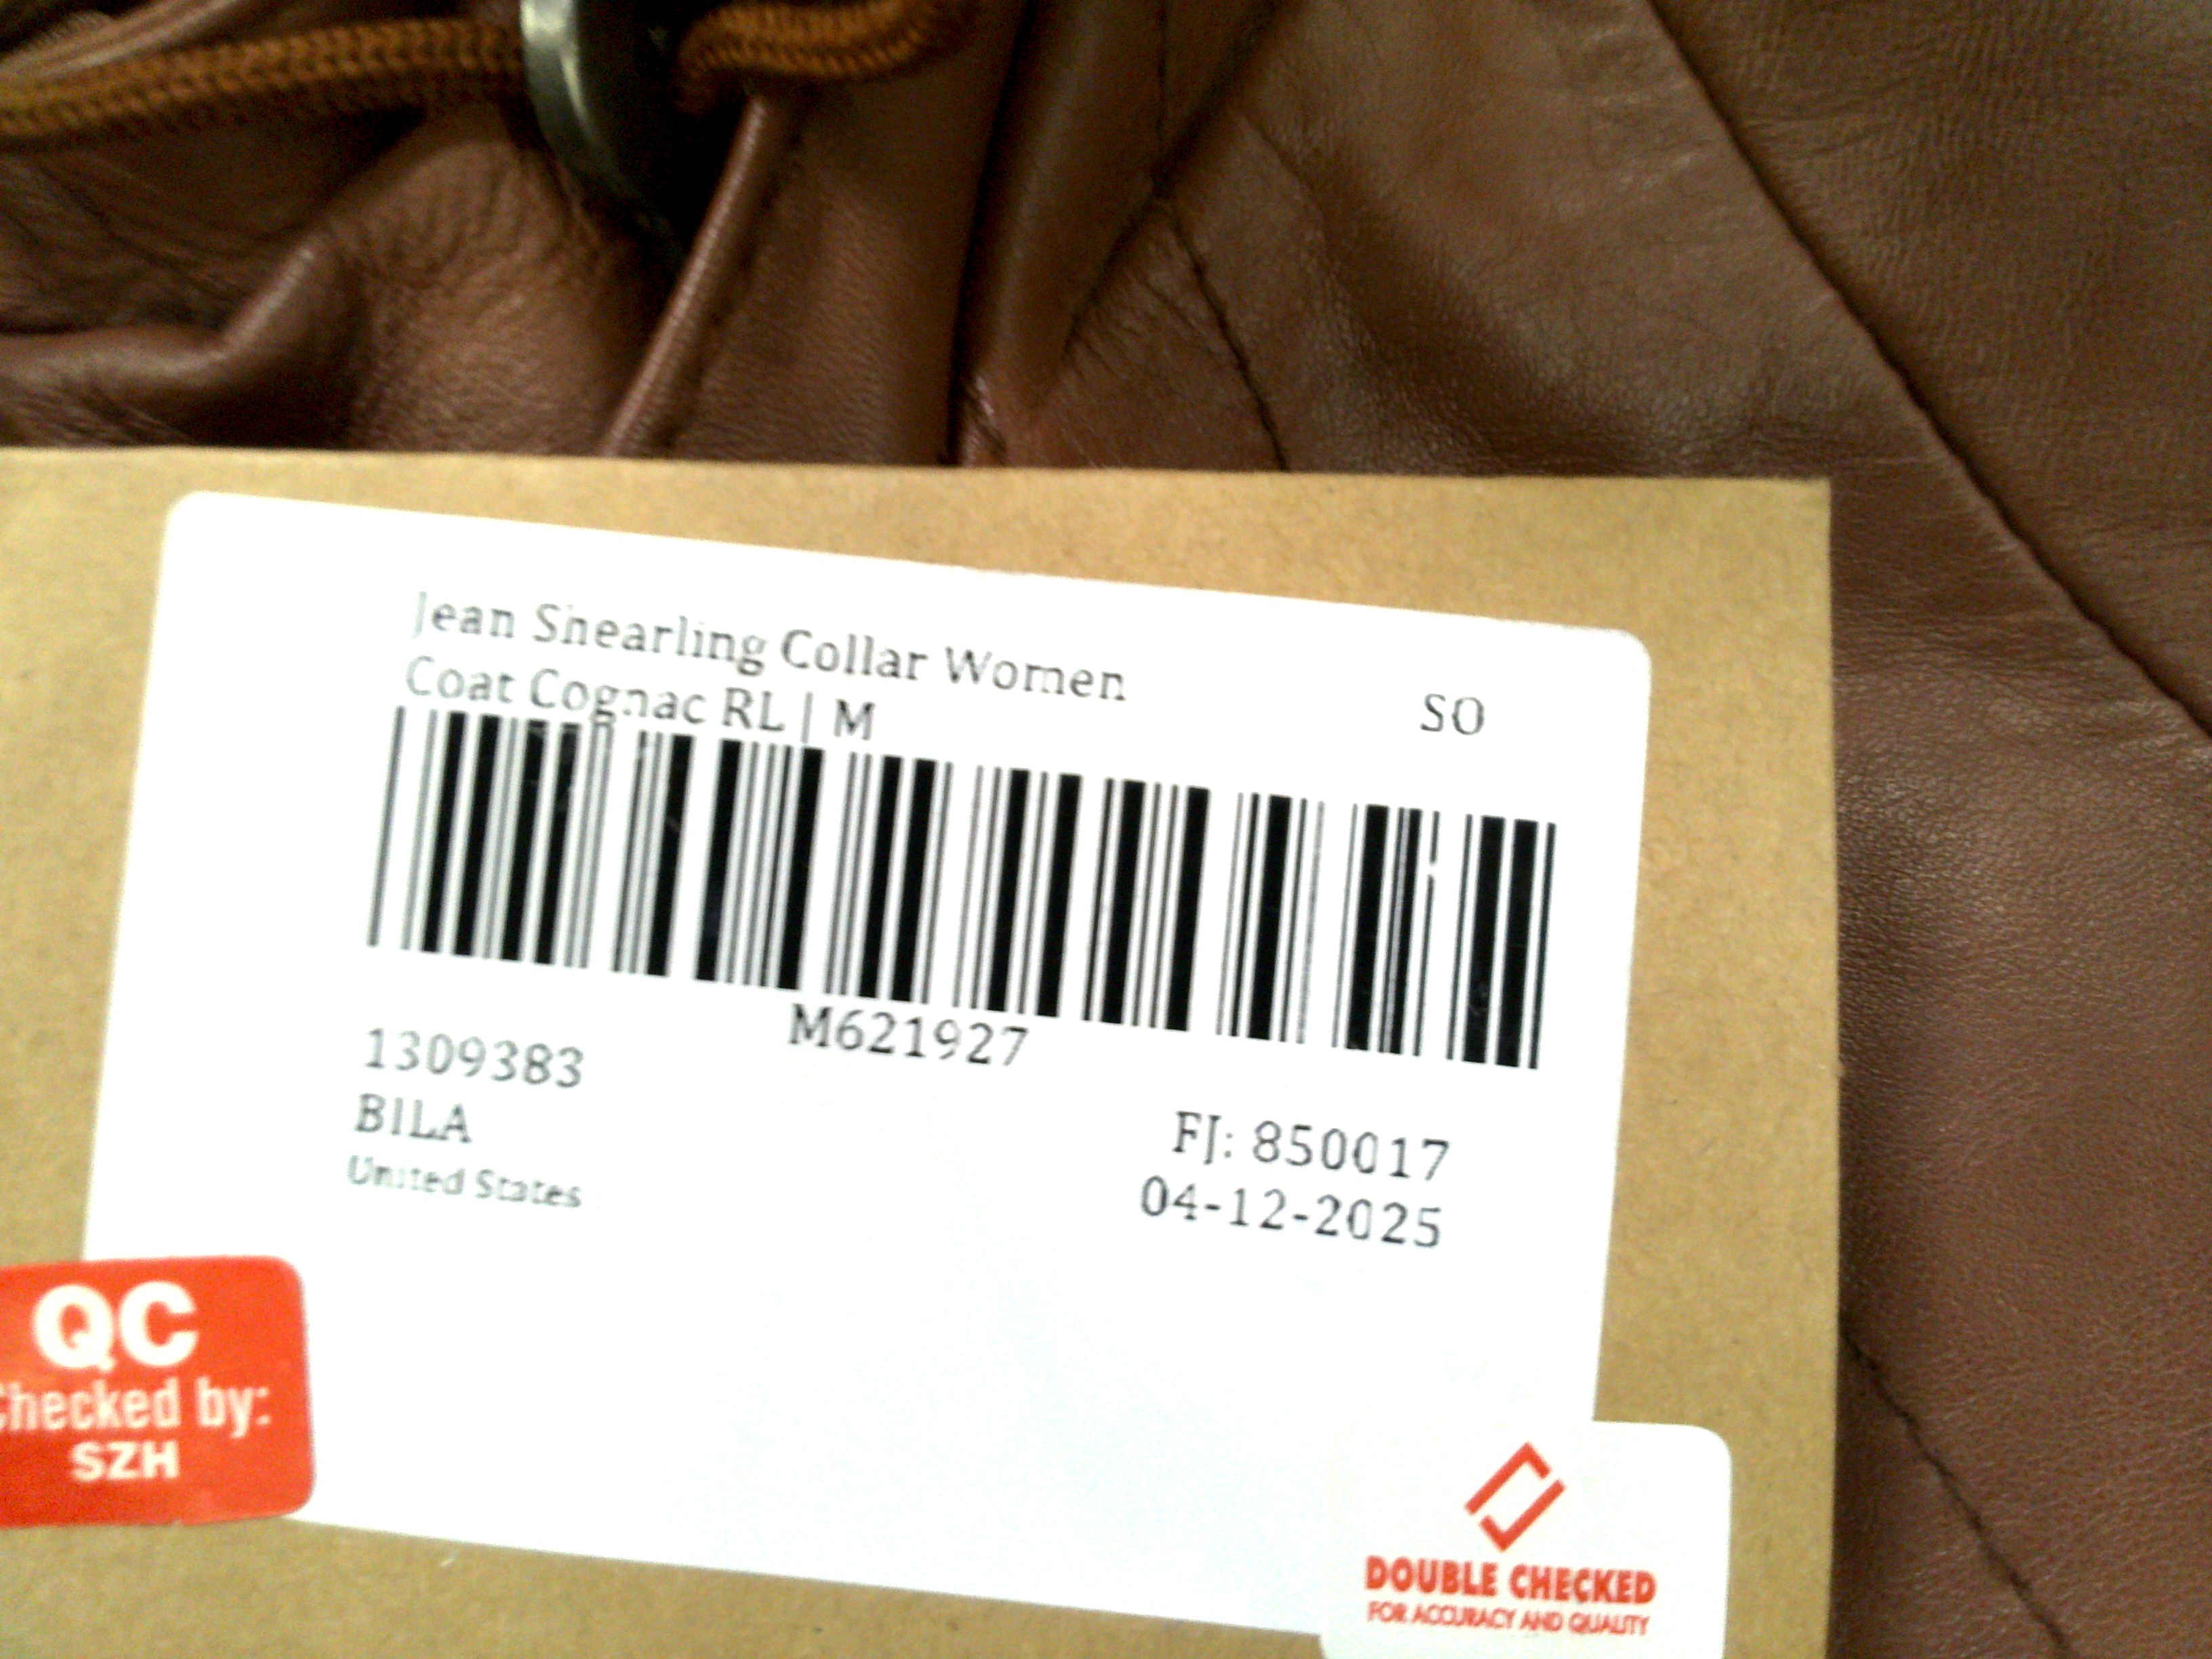 Jean Shearling Collar Women
Coat Cognac RL | M
SO
M621927
1309383
BILA
United States
FJ: 850017
04-12-2025
QC
Checked by:
SZH
DOUBLE CHECKED
FOR ACCURACY AND QUALITY